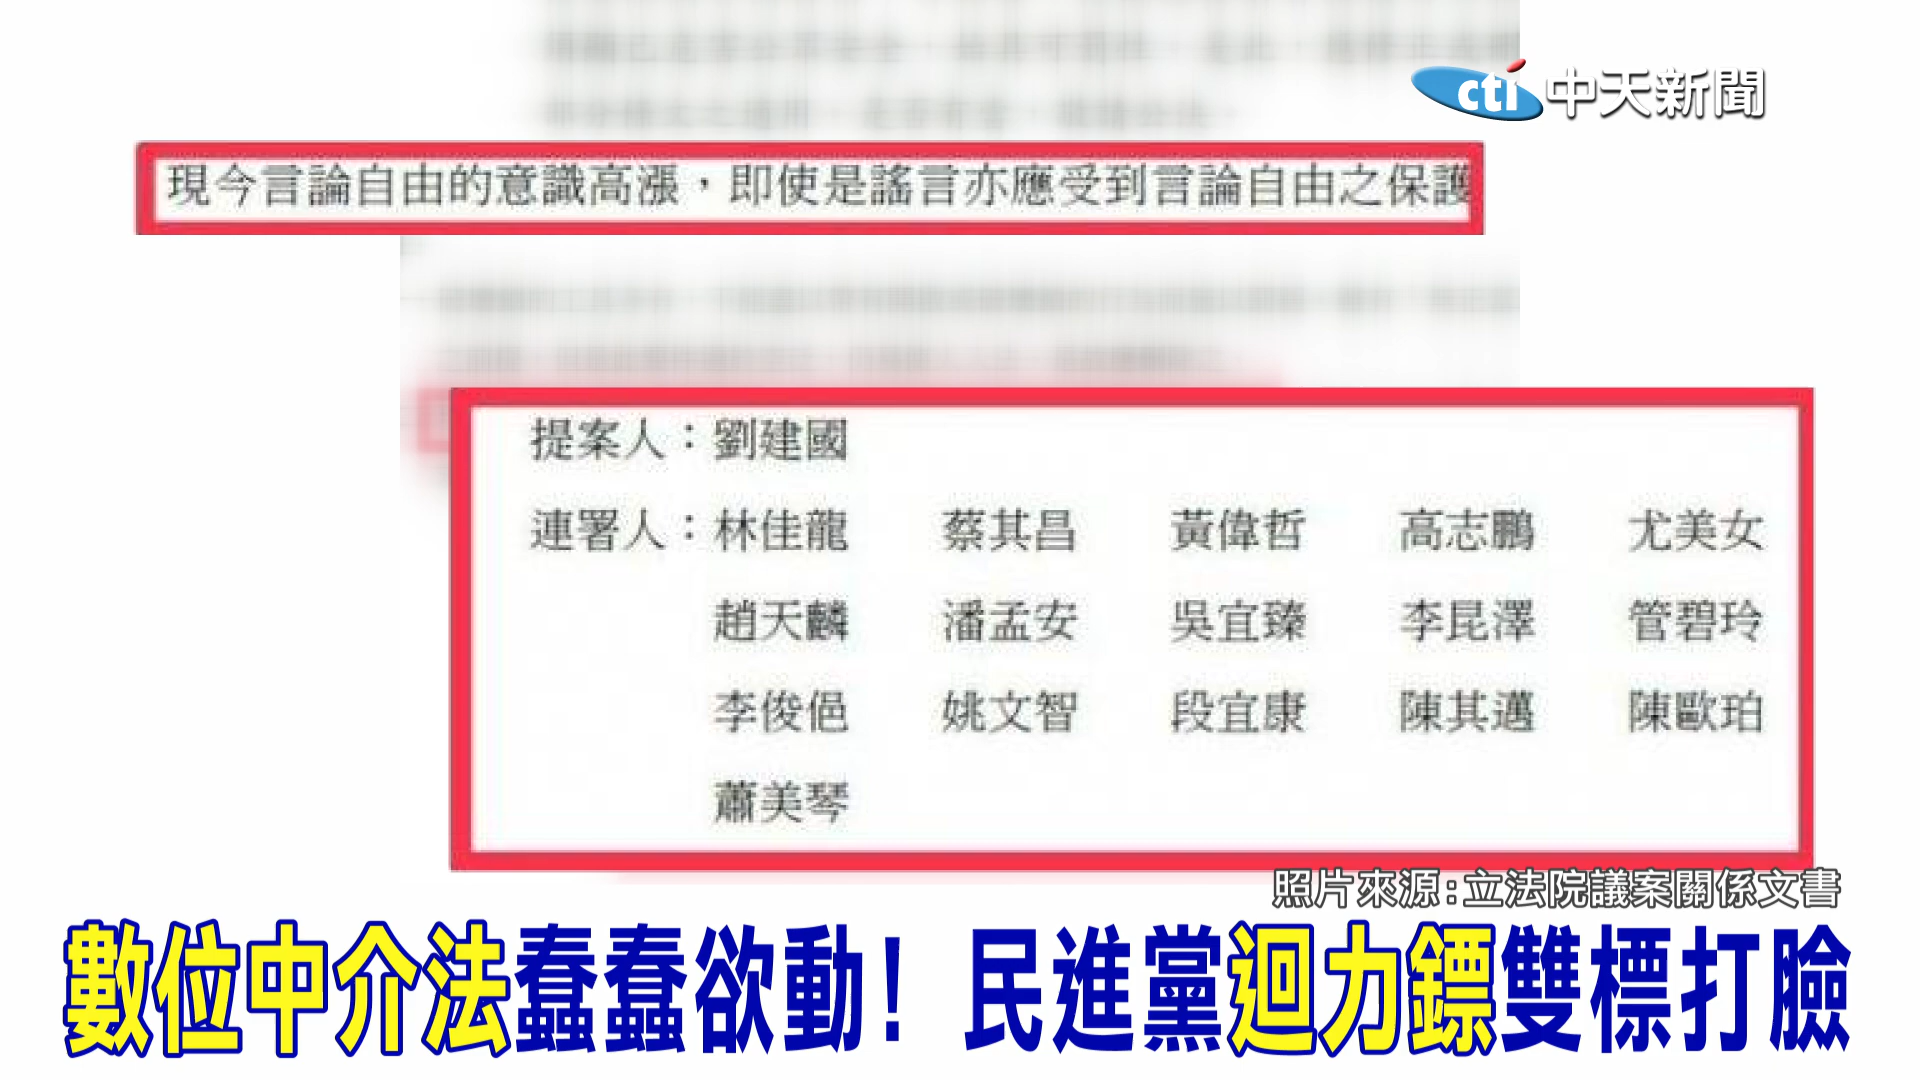 cti 中天新聞
現今言論自由的意識高漲，即使是謠言亦應受到言論自由之保護
提案人：劉建國
連署人：林佳龍 蔡其昌 黃偉哲 高志鵬 尤美女
趙天麟 潘孟安 吳宜臻 李昆澤 管碧玲
李俊俋 姚文智 段宜康 陳其邁 陳歐珀
蕭美琴
照片來源:立法院議案關係文書
數位中介法蠢蠢欲動! 民進黨迴力鏢雙標打臉